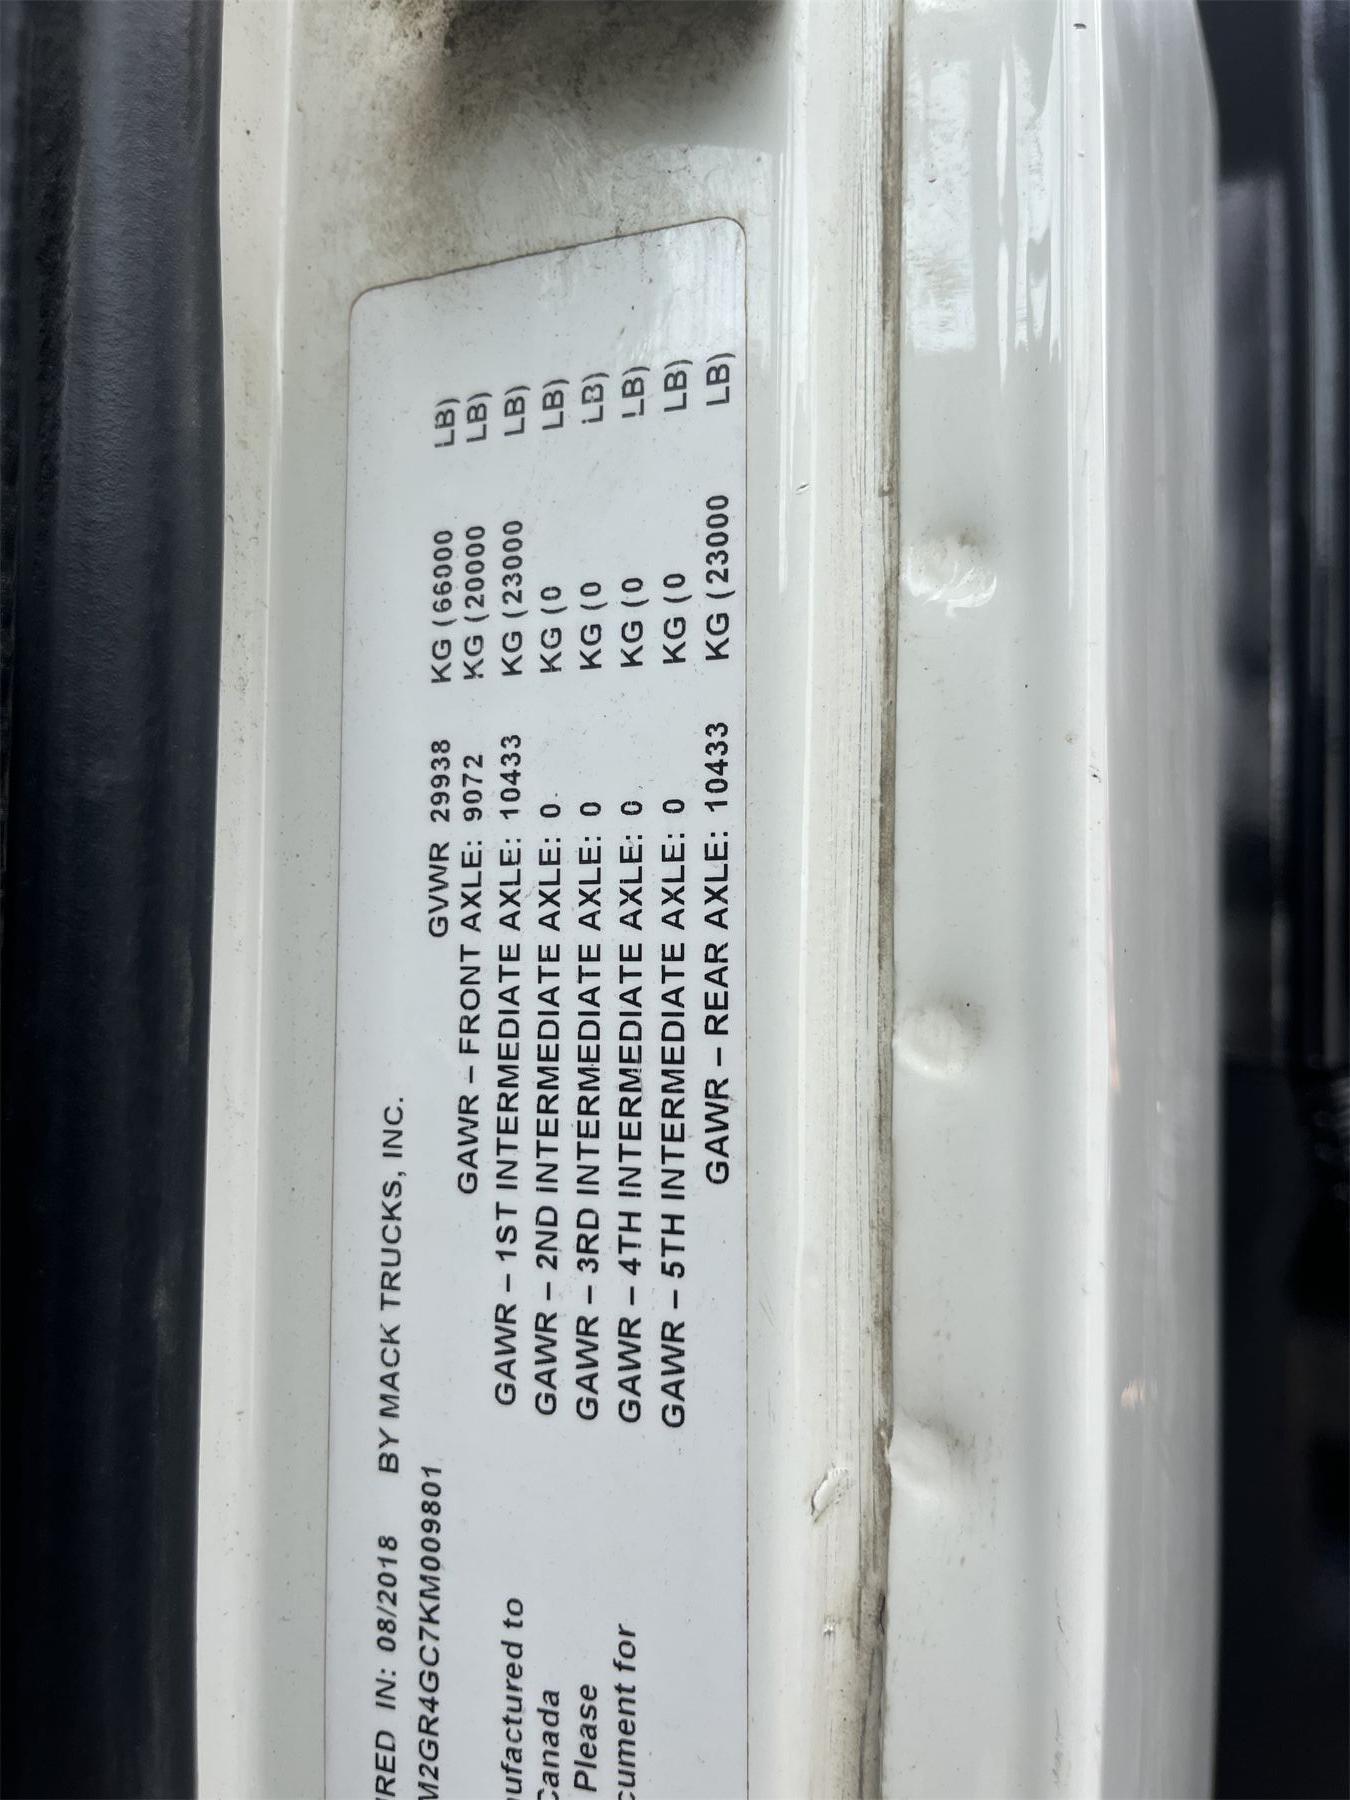 RED IN: 08/2018 BY MACK TRUCKS, INC.
M2GR4GC7KM009801
GVWR 29938 KG (66000 LB)
GAWR – FRONT AXLE: 9072 KG (20000 LB)
GAWR – 1ST INTERMEDIATE AXLE: 10433 KG (23000 LB)
GAWR – 2ND INTERMEDIATE AXLE: 0 KG (0 LB)
GAWR – 3RD INTERMEDIATE AXLE: 0 KG (0 LB)
GAWR – 4TH INTERMEDIATE AXLE: 0 KG (0 LB)
GAWR – 5TH INTERMEDIATE AXLE: 0 KG (0 LB)
GAWR – REAR AXLE: 10433 KG (23000 LB)
ufactured to
Canada
Please
cument for